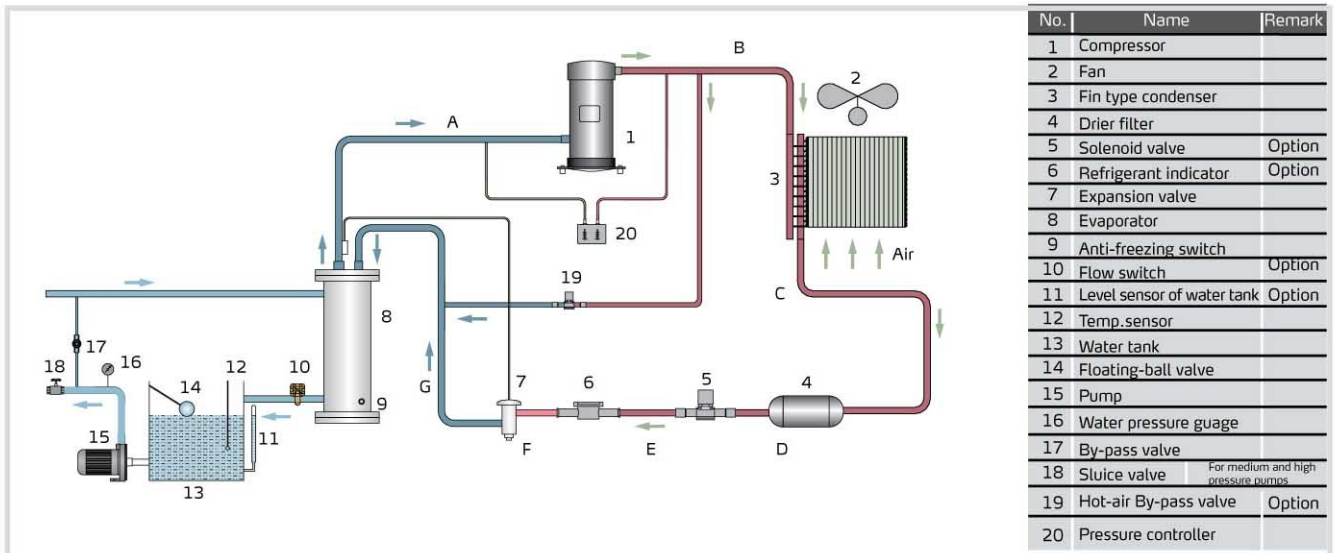 B
2
A
1
3
20
Air
19
C
8
17
16
12
18
14
10
7
6
5
4
G
9
15
11
F
E
D
13
No. Name Remark
1 Compressor
2 Fan
3 Fin type condenser
4 Drier filter
5 Solenoid valve Option
6 Refrigerant indicator Option
7 Expansion valve
8 Evaporator
9 Anti-freezing switch
10 Flow switch Option
11 Level sensor of water tank Option
12 Temp.sensor
13 Water tank
14 Floating-ball valve
15 Pump
16 Water pressure guage
17 By-pass valve
18 Sluice valve For medium and high
pressure pumps
19 Hot-air By-pass valve Option
20 Pressure controller